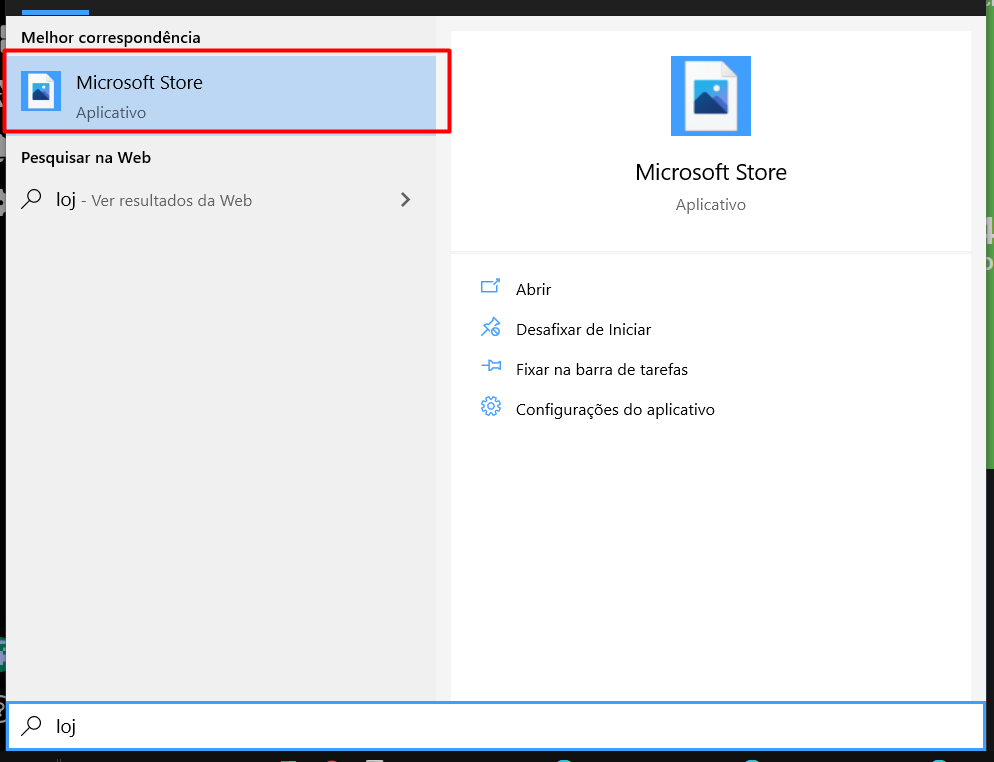 Melhor correspondência
Microsoft Store
Aplicativo
Pesquisar na Web
loj - Ver resultados da Web
Microsoft Store
Aplicativo
Abrir
Desafixar de Iniciar
Fixar na barra de tarefas
Configurações do aplicativo
loj